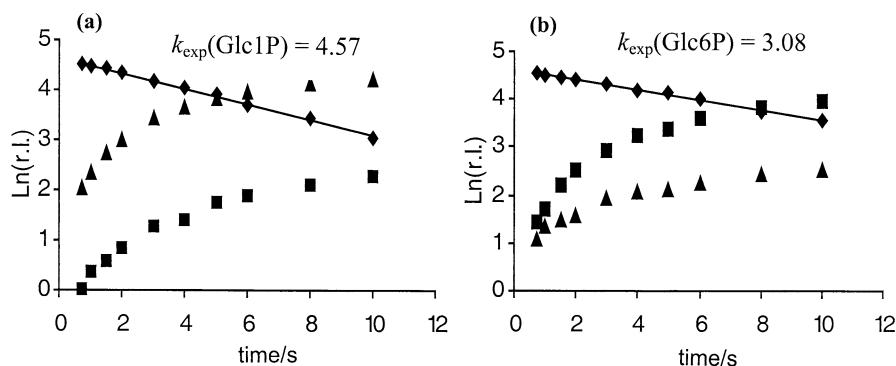 (a)
k_exp(Glc1P) = 4.57
Ln(r.l.)
5
4
3
2
1
0
0 2 4 6 8 10 12
time/s
(b)
k_exp(Glc6P) = 3.08
Ln(r.l.)
5
4
3
2
1
0
0 2 4 6 8 10 12
time/s